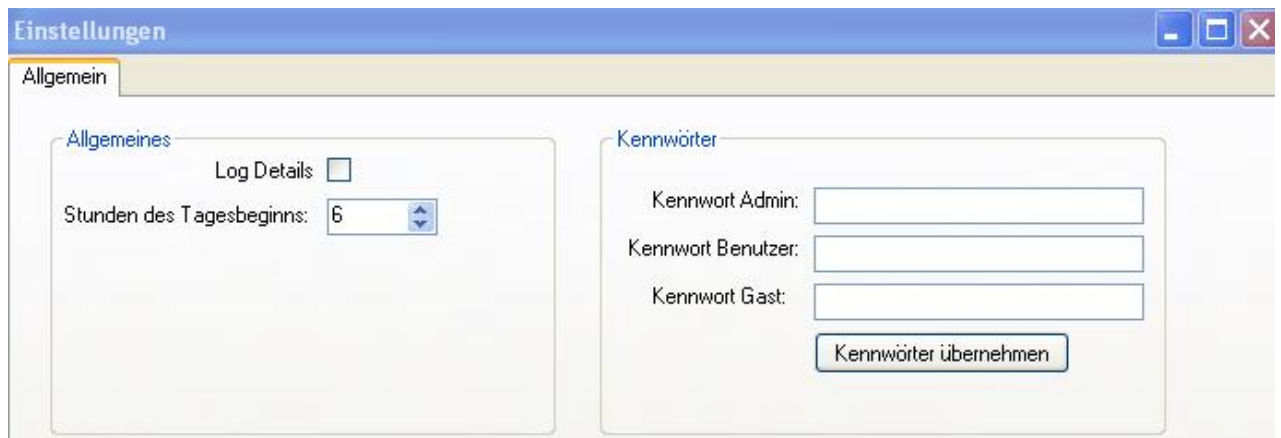 Einstellungen
Allgemein
Allgemeines
Log Details
Stunden des Tagesbeginns: 6
Kennwörter
Kennwort Admin:
Kennwort Benutzer:
Kennwort Gast:
Kennwörter übernehmen